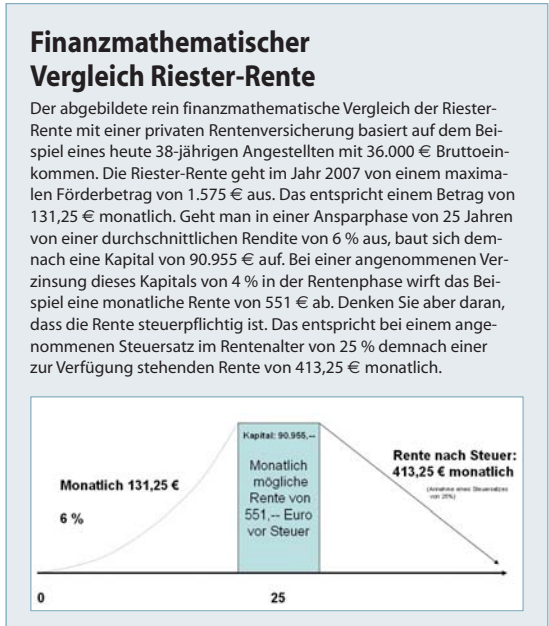 Finanzmathematischer
Vergleich Riester-Rente
Der abgebildete rein finanzmathematische Vergleich der Riester-
Rente mit einer privaten Rentenversicherung basiert auf dem Bei-
spiel eines heute 38-jährigen Angestellten mit 36.000 € Bruttoein-
kommen. Die Riester-Rente geht im Jahr 2007 von einem maxima-
len Förderbetrag von 1.575 € aus. Das entspricht einem Betrag von
131,25 € monatlich. Geht man in einer Ansparphase von 25 Jahren
von einer durchschnittlichen Rendite von 6 % aus, baut sich dem-
nach eine Kapital von 90.955 € auf. Bei einer angenommenen Ver-
zinsung dieses Kapitals von 4 % in der Rentenphase wirft das Bei-
spiel eine monatliche Rente von 551 € ab. Denken Sie aber daran,
dass die Rente steuerpflichtig ist. Das entspricht bei einem ange-
nommenen Steuersatz im Rentenalter von 25 % demnach einer
zur Verfügung stehenden Rente von 413,25 € monatlich.
Monatlich 131,25 €
6 %
Kapital: 90.955,--
Monatlich
mögliche
Rente von
551,-- Euro
vor Steuer
Rente nach Steuer:
413,25 € monatlich
(Annahme eines Steuersatzes
von 25%)
0
25